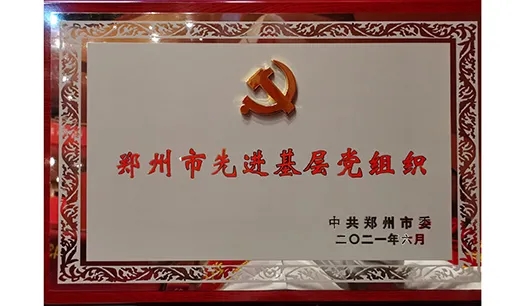 郑州市先进基层党组织
中共郑州市委
二〇二一年六月